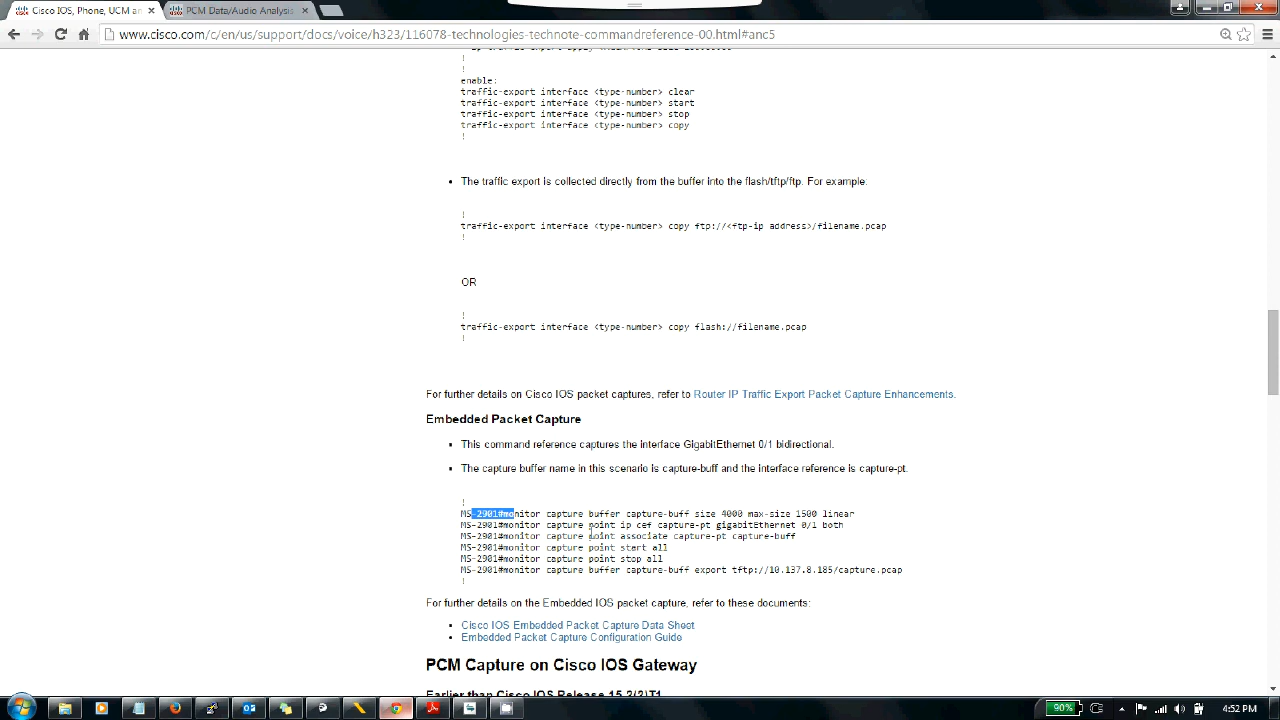 Cisco IOS, Phone, UCM an
PCM Data/Audio Analysis
www.cisco.com/c/en/us/support/docs/voice/h323/116078-technologies-technote-commandreference-00.html#anc5
!
!
enable:
traffic-export interface <type-number> clear
traffic-export interface <type-number> start
traffic-export interface <type-number> stop
traffic-export interface <type-number> copy
!
The traffic export is collected directly from the buffer into the flash/tftp/ftp. For example:
!
traffic-export interface <type-number> copy ftp://<ftp-ip address>/filename.pcap
!
OR
!
traffic-export interface <type-number> copy flash://filename.pcap
!
For further details on Cisco IOS packet captures, refer to Router IP Traffic Export Packet Capture Enhancements.
Embedded Packet Capture
This command reference captures the interface GigabitEthernet 0/1 bidirectional.
The capture buffer name in this scenario is capture-buff and the interface reference is capture-pt.
!
MS-2901#monitor capture buffer capture-buff size 4000 max-size 1500 linear
MS-2901#monitor capture point ip cef capture-pt gigabitEthernet 0/1 both
MS-2901#monitor capture point associate capture-pt capture-buff
MS-2901#monitor capture point start all
MS-2901#monitor capture point stop all
MS-2901#monitor capture buffer capture-buff export tftp://10.137.8.185/capture.pcap
!
For further details on the Embedded IOS packet capture, refer to these documents:
Cisco IOS Embedded Packet Capture Data Sheet
Embedded Packet Capture Configuration Guide
PCM Capture on Cisco IOS Gateway
Earlier than Cisco IOS Release 15.2(2)T1
90%
4:52 PM